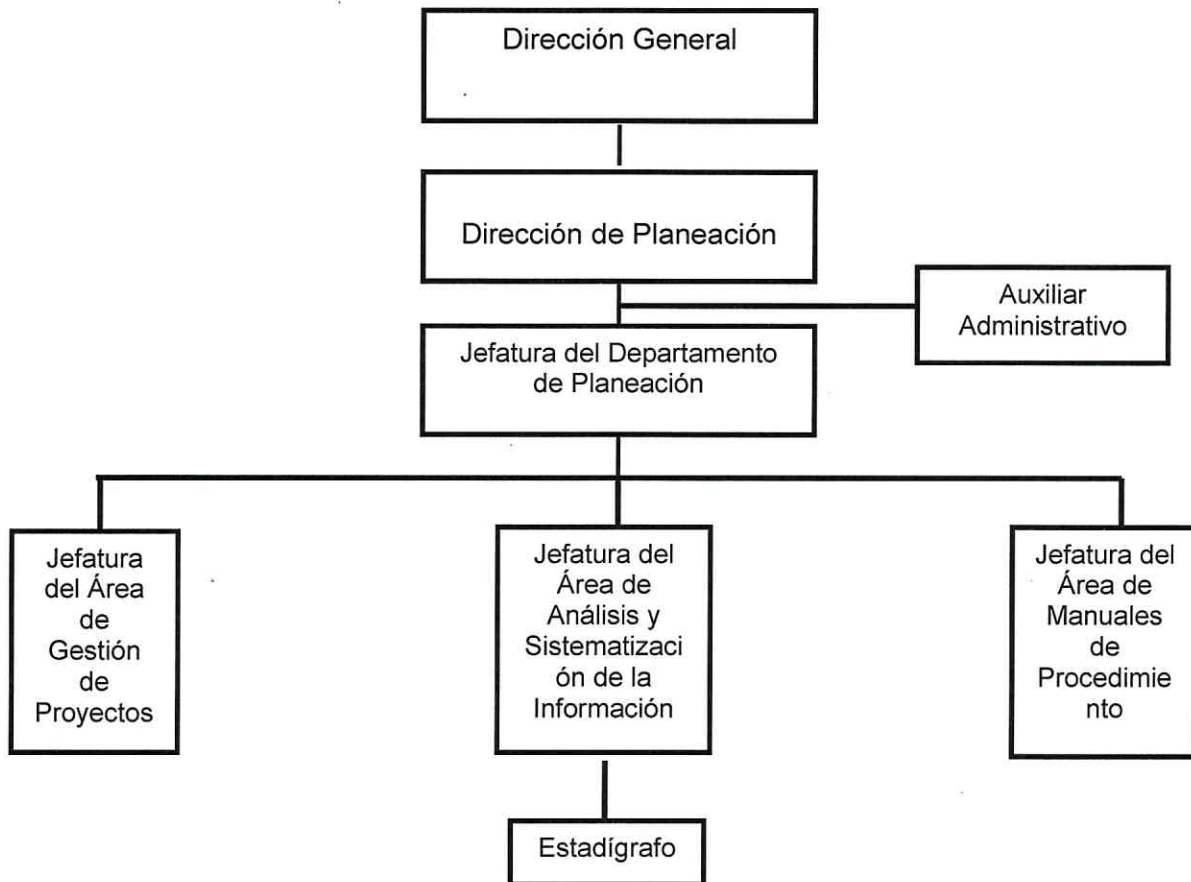 Dirección General
Dirección de Planeación
Auxiliar
Administrativo
Jefatura del Departamento
de Planeación
Jefatura
del Área
de
Gestión
de
Proyectos
Jefatura del
Área de
Análisis y
Sistematizaci
ón de la
Información
Jefatura del
Área de
Manuales
de
Procedimie
nto
Estadígrafo